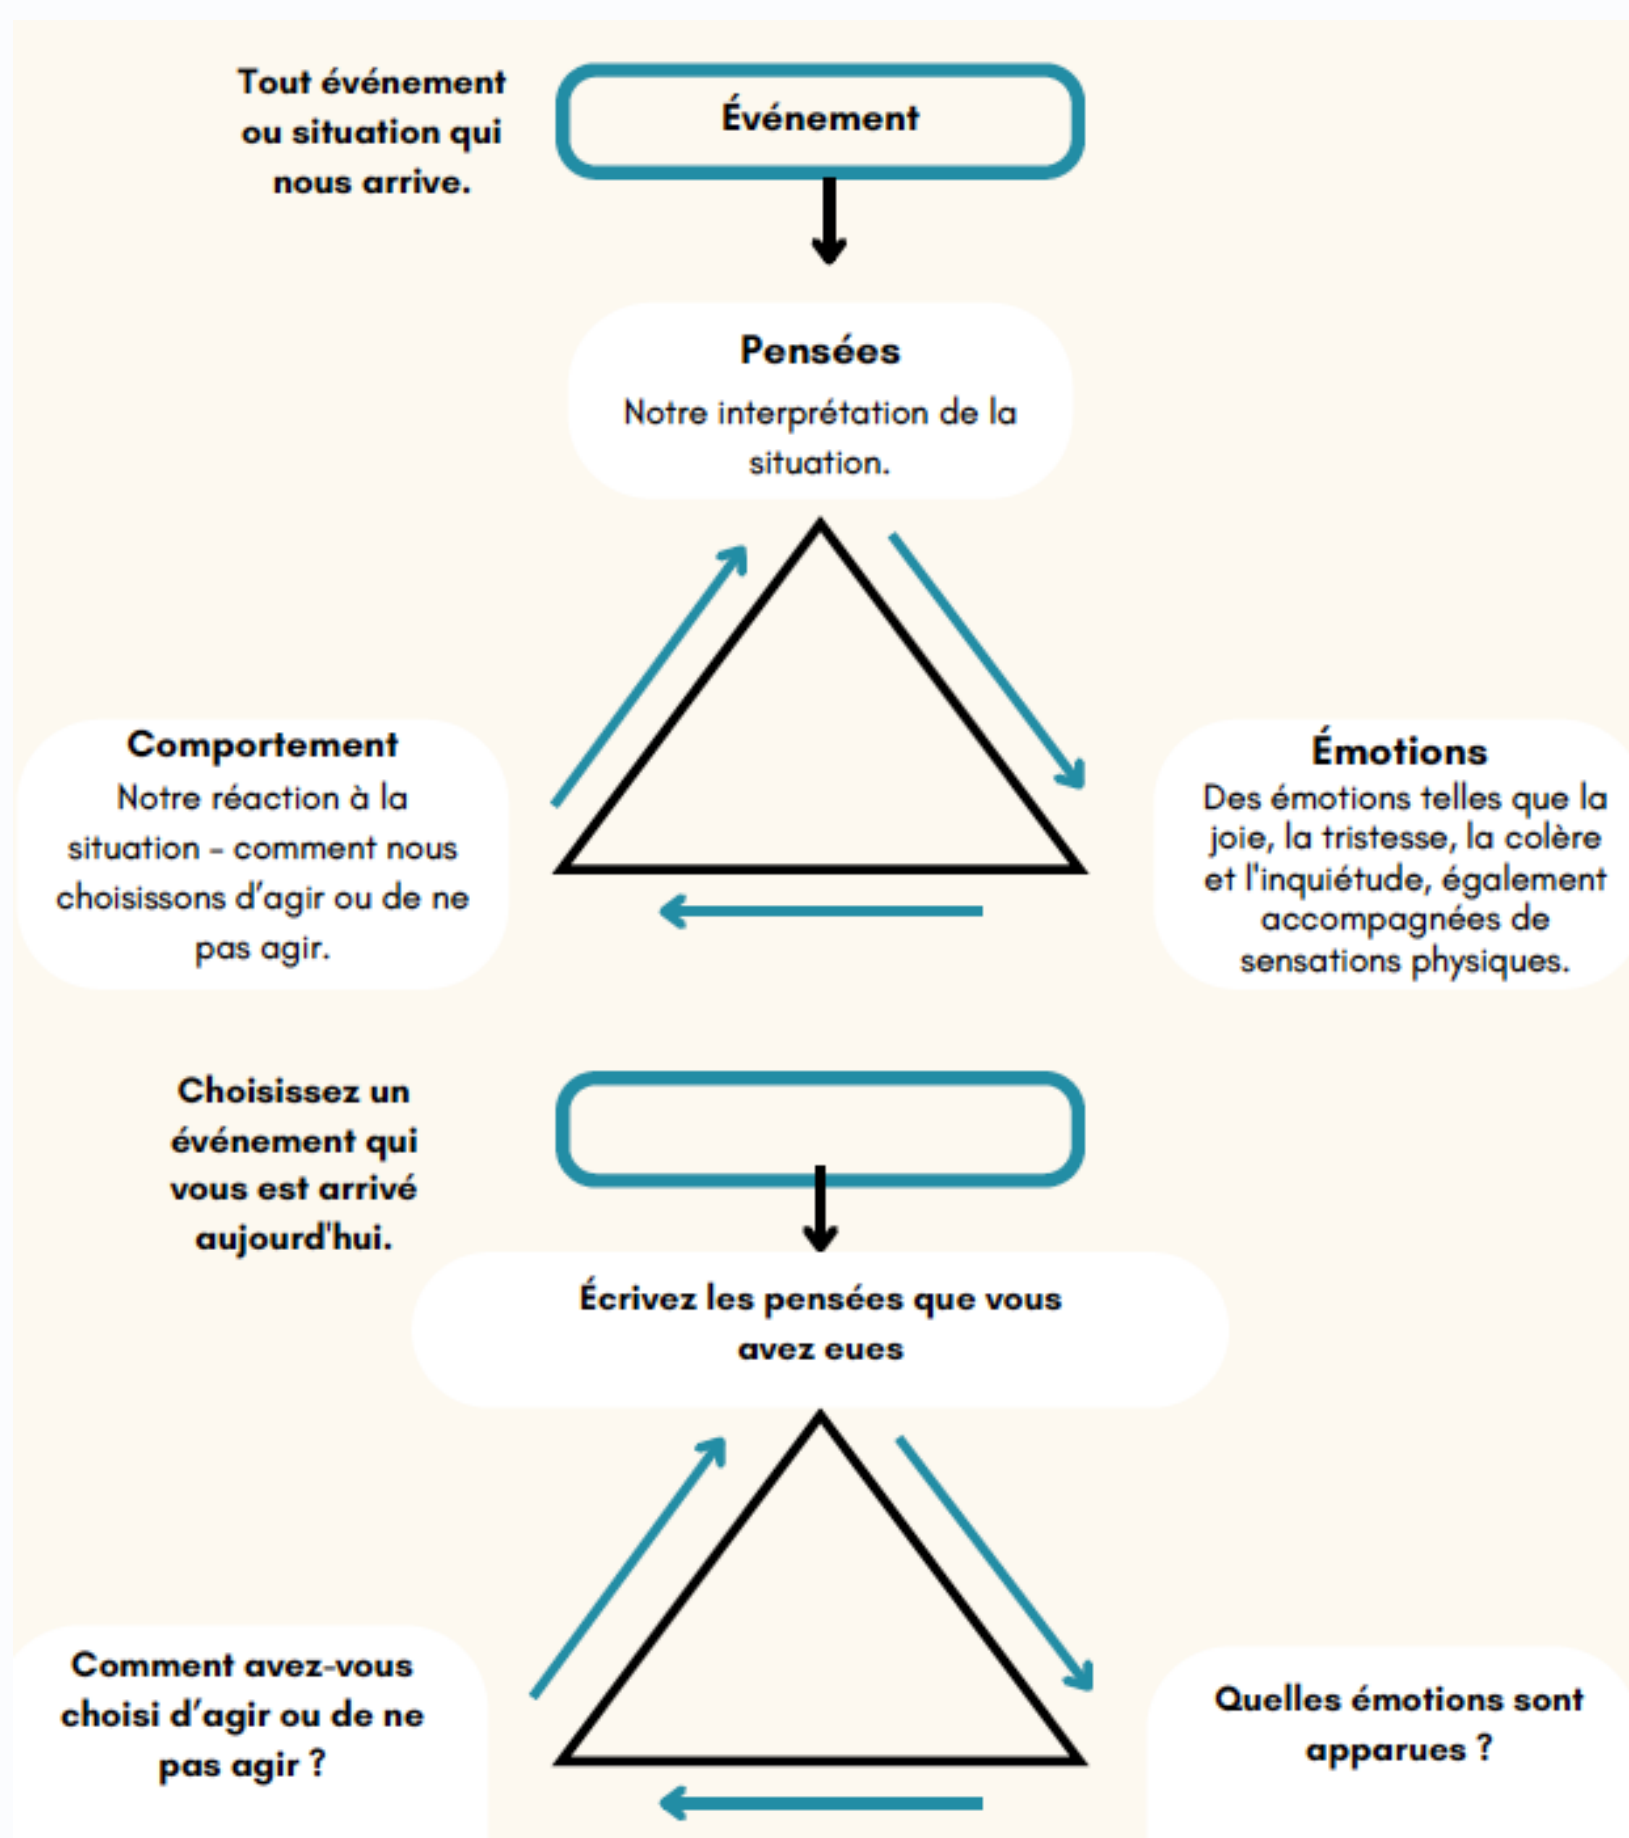 Tout événement
ou situation qui
nous arrive.
Événement
Pensées
Notre interprétation de la
situation.
Comportement
Notre réaction à la
situation - comment nous
choisissons d’agir ou de ne
pas agir.
Émotions
Des émotions telles que la
joie, la tristesse, la colère
et l'inquiétude, également
accompagnées de
sensations physiques.
Choisissez un
événement qui
vous est arrivé
aujourd'hui.
Écrivez les pensées que vous
avez eues
Comment avez-vous
choisi d’agir ou de ne
pas agir ?
Quelles émotions sont
apparues ?